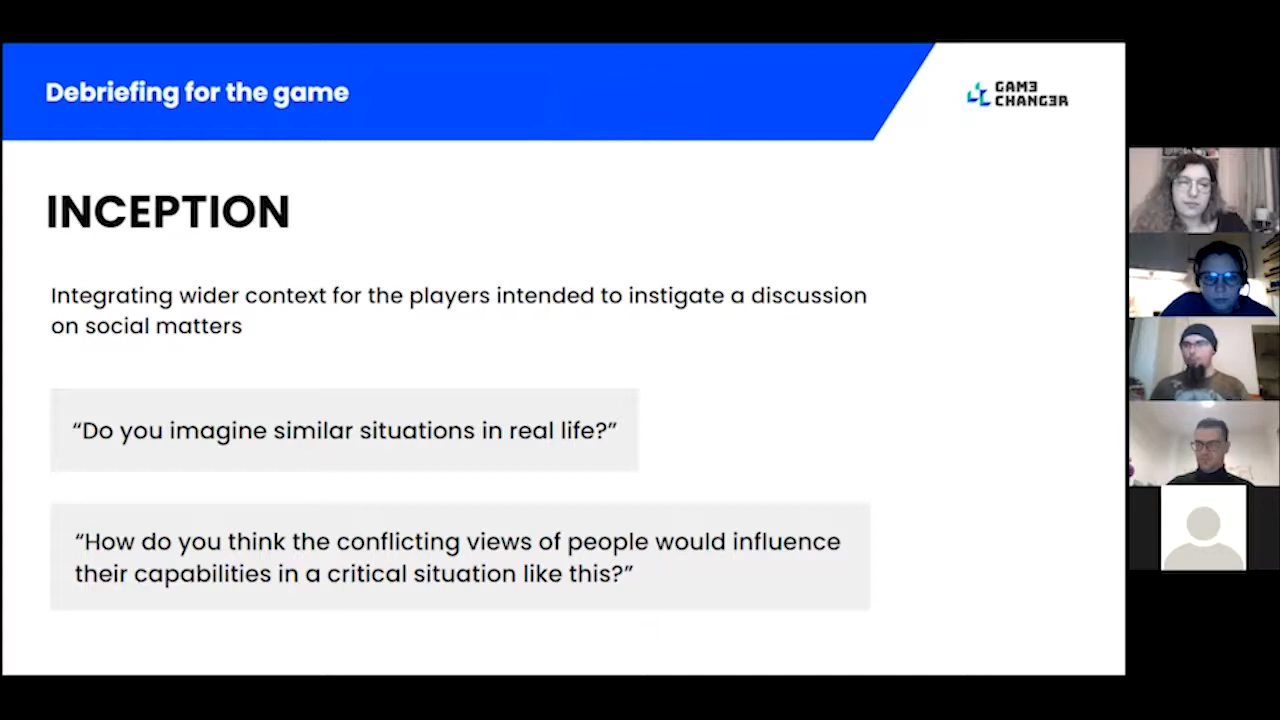 Debriefing for the game
GAMƎ
CHANGƎR
INCEPTION
Integrating wider context for the players intended to instigate a discussion
on social matters
“Do you imagine similar situations in real life?”
“How do you think the conflicting views of people would influence
their capabilities in a critical situation like this?”